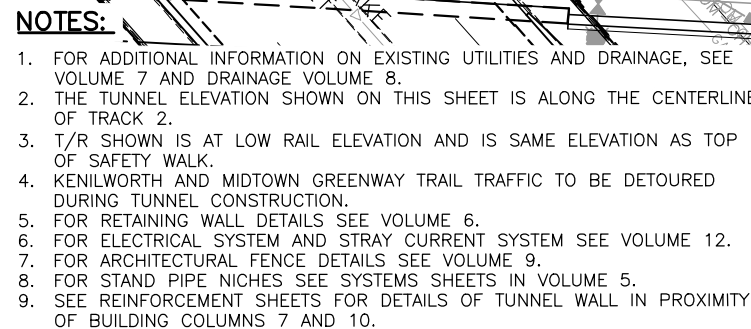 NOTES:
1. FOR ADDITIONAL INFORMATION ON EXISTING UTILITIES AND DRAINAGE, SEE
VOLUME 7 AND DRAINAGE VOLUME 8.
2. THE TUNNEL ELEVATION SHOWN ON THIS SHEET IS ALONG THE CENTERLINE
OF TRACK 2.
3. T/R SHOWN IS AT LOW RAIL ELEVATION AND IS SAME ELEVATION AS TOP
OF SAFETY WALK.
4. KENILWORTH AND MIDTOWN GREENWAY TRAIL TRAFFIC TO BE DETOURED
DURING TUNNEL CONSTRUCTION.
5. FOR RETAINING WALL DETAILS SEE VOLUME 6.
6. FOR ELECTRICAL SYSTEM AND STRAY CURRENT SYSTEM SEE VOLUME 12.
7. FOR ARCHITECTURAL FENCE DETAILS SEE VOLUME 9.
8. FOR STAND PIPE NICHES SEE SYSTEMS SHEETS IN VOLUME 5.
9. SEE REINFORCEMENT SHEETS FOR DETAILS OF TUNNEL WALL IN PROXIMITY
OF BUILDING COLUMNS 7 AND 10.